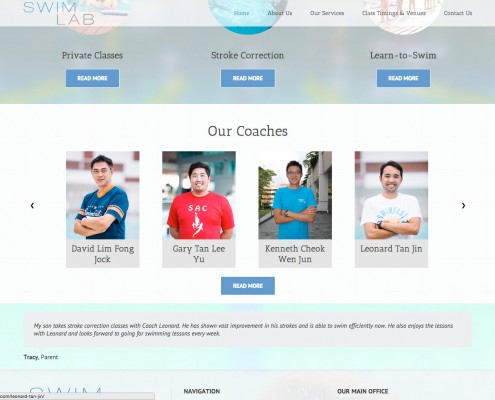 SWIM
LAB
Home About Us Our Services Class Timings & Venues Contact Us
Private Classes Stroke Correction Learn-to-Swim
READ MORE READ MORE READ MORE
Our Coaches
SAC
David Lim Fong
Jock
Gary Tan Lee
Yu
Kenneth Cheok
Wen Jun
Leonard Tan Jin
READ MORE
My son takes stroke correction classes with Coach Leonard. He has shown vast improvement in his strokes and is able to swim efficiently now. He also enjoys the lessons
with Leonard and looks forward to going for swimming lessons every week.
Tracy, Parent
SWIM
NAVIGATION OUR MAIN OFFICE
com/leonard-tan-jin/